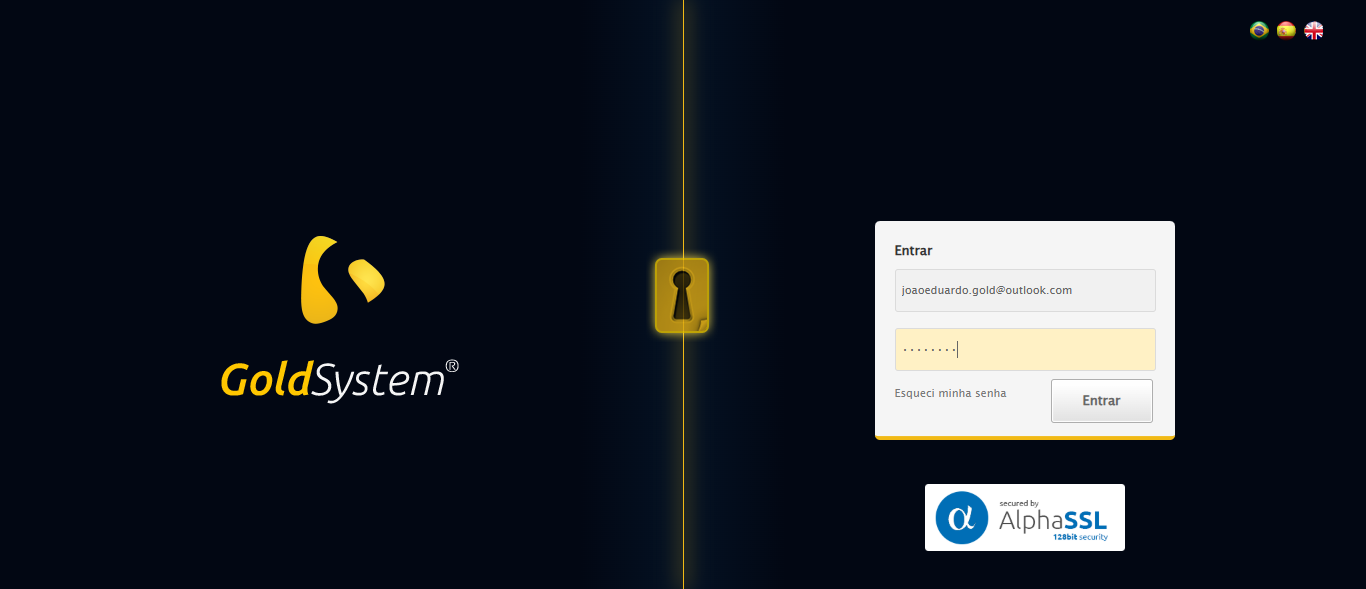 GoldSystem®
Entrar
joaoeduardo.gold@outlook.com
········
Esqueci minha senha
Entrar
α
secured by
AlphaSSL
128bit security